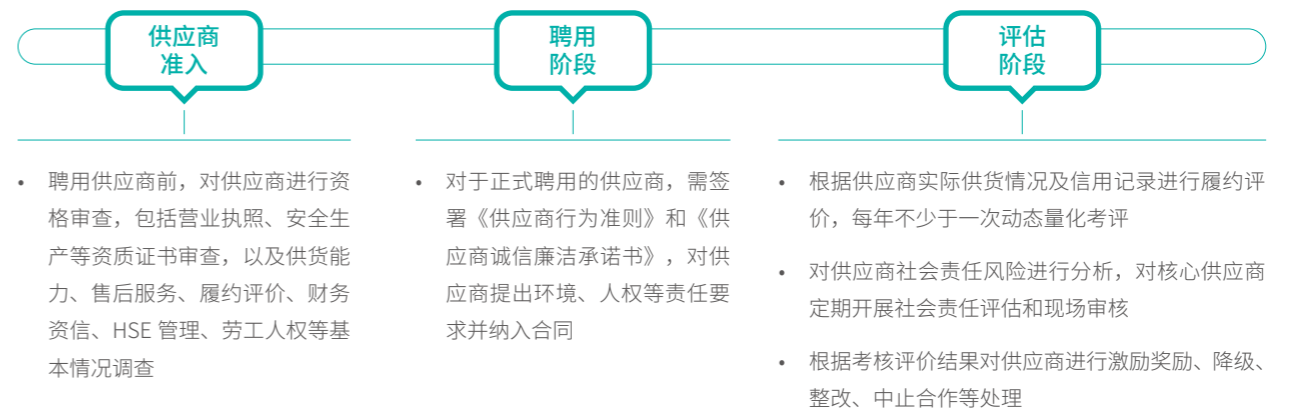 供应商
准入
聘用
阶段
评估
阶段
• 聘用供应商前，对供应商进行资
格审查，包括营业执照、安全生
产等资质证书审查，以及供货能
力、售后服务、履约评价、财务
资信、HSE 管理、劳工人权等基
本情况调查
• 对于正式聘用的供应商，需签
署《供应商行为准则》和《供
应商诚信廉洁承诺书》，对供
应商提出环境、人权等责任要
求并纳入合同
• 根据供应商实际供货情况及信用记录进行履约评
价，每年不少于一次动态量化考评
• 对供应商社会责任风险进行分析，对核心供应商
定期开展社会责任评估和现场审核
• 根据考核评价结果对供应商进行激励奖励、降级、
整改、中止合作等处理